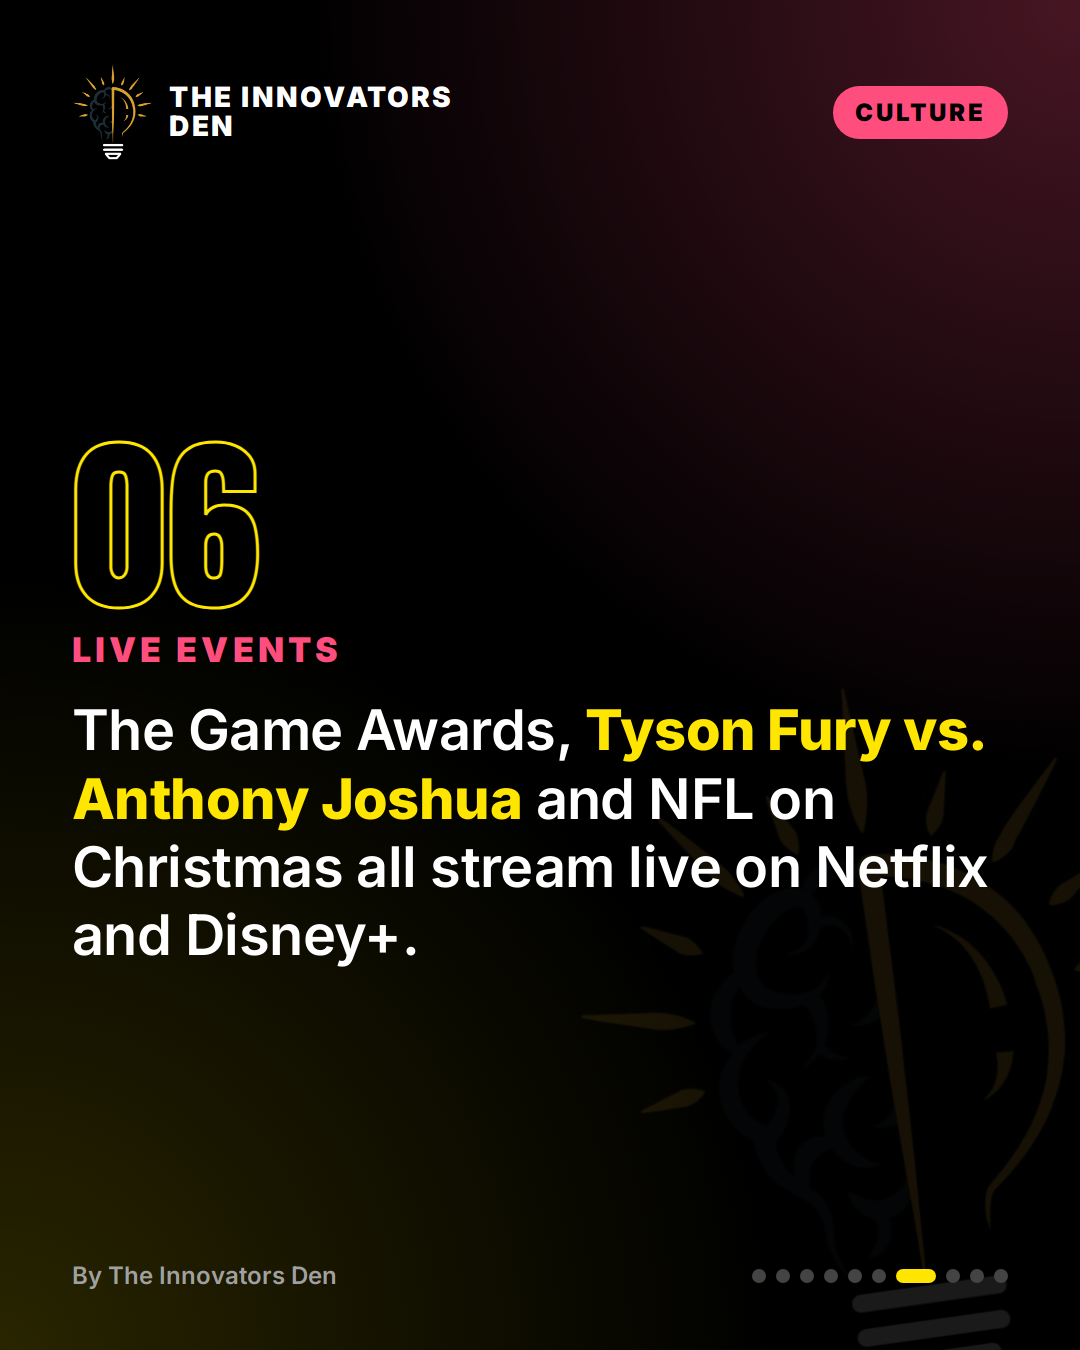 THE INNOVATORS
DEN
CULTURE
06
LIVE EVENTS
The Game Awards, Tyson Fury vs.
Anthony Joshua and NFL on
Christmas all stream live on Netflix
and Disney+.
By The Innovators Den